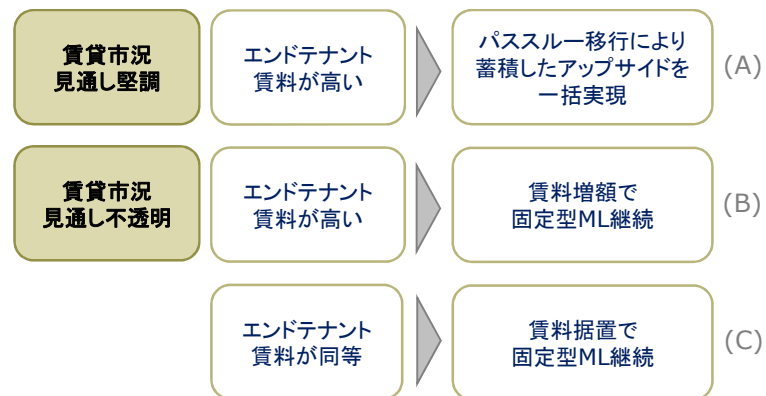 賃貸市況
見通し堅調
エンドテナント
賃料が高い
パススルー移行により
蓄積したアップサイドを
一括実現
(A)
賃貸市況
見通し不透明
エンドテナント
賃料が高い
賃料増額で
固定型ML継続
(B)
エンドテナント
賃料が同等
賃料据置で
固定型ML継続
(C)